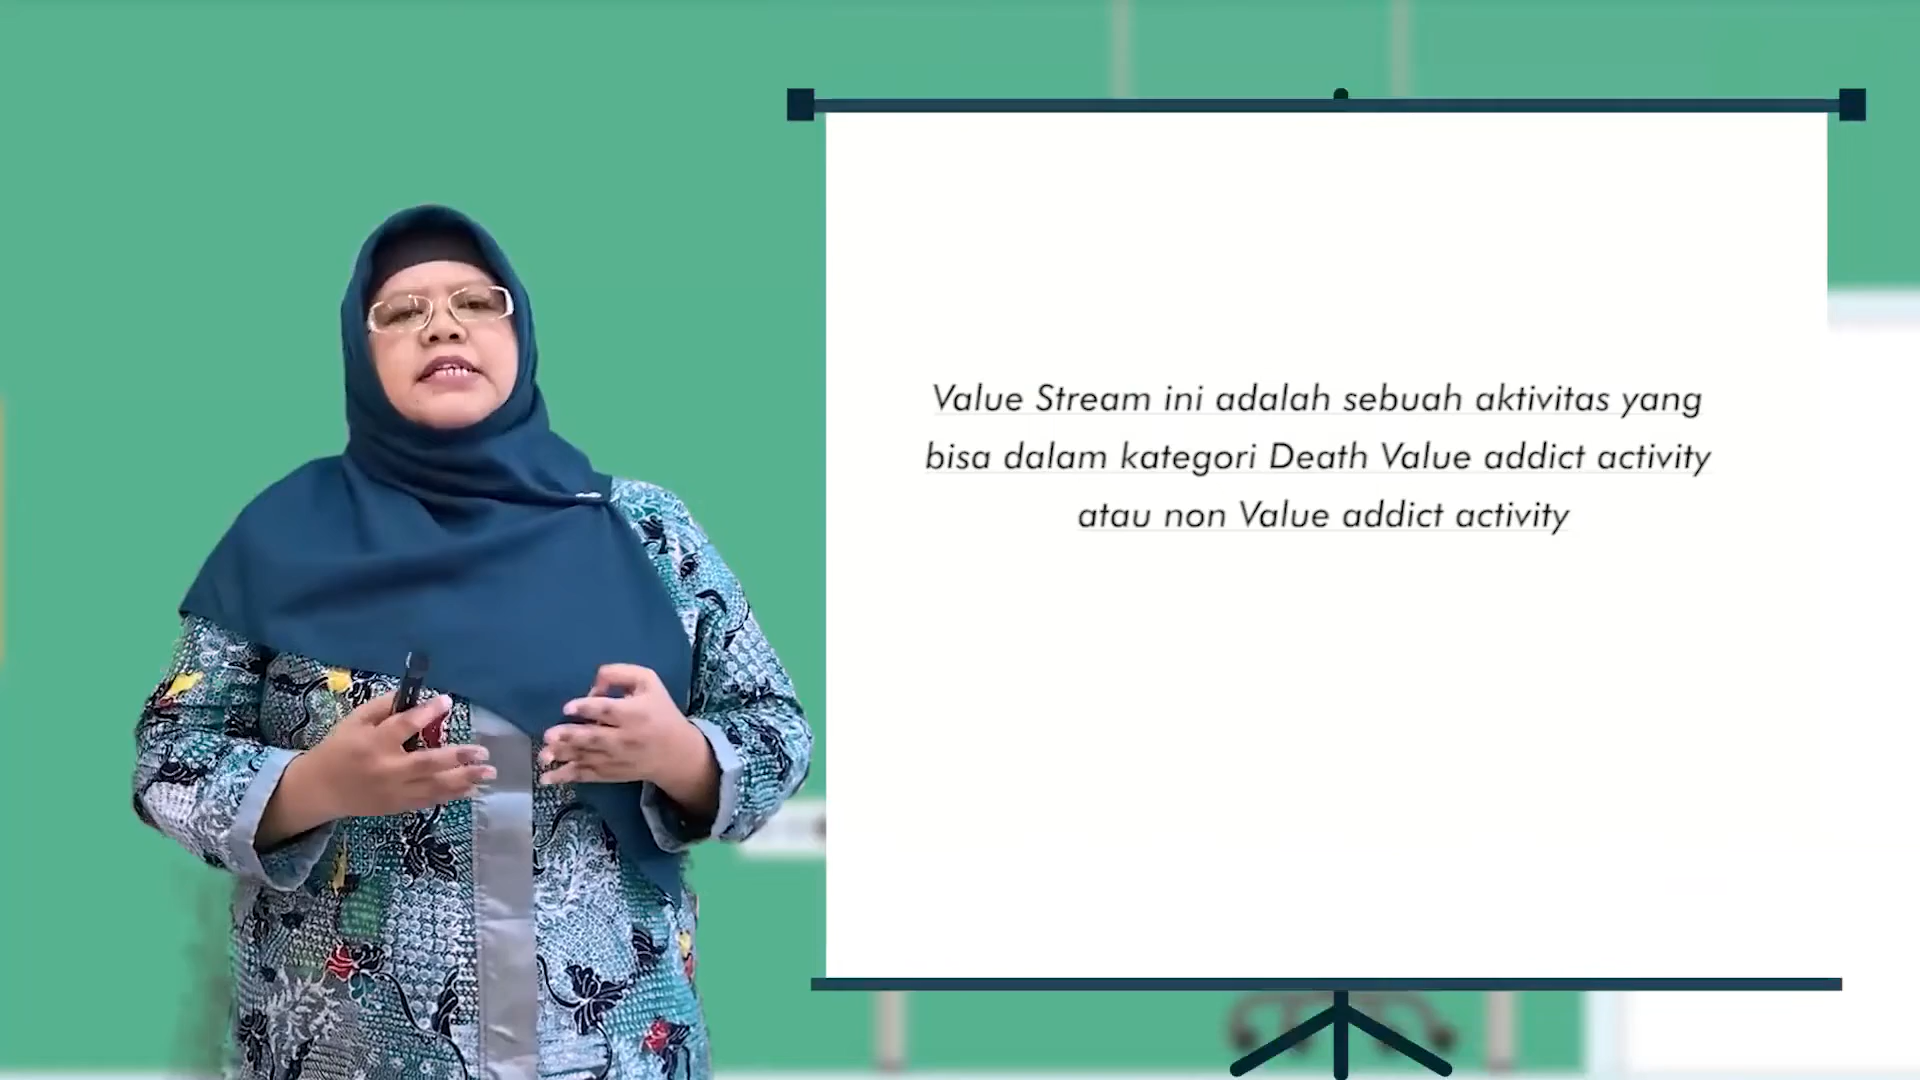 Value Stream ini adalah sebuah aktivitas yang
bisa dalam kategori Death Value addict activity
atau non Value addict activity